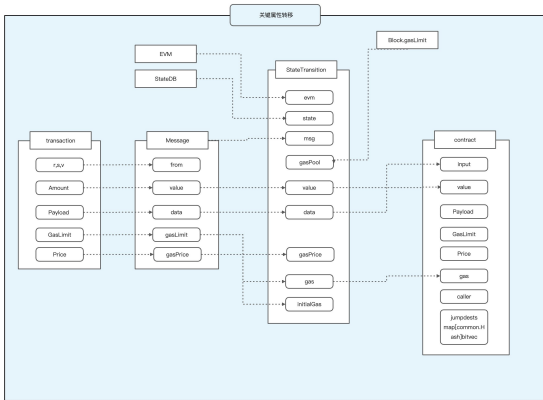 关键属性转移
Block.gasLimit
EVM
StateDB
StateTransition
evm
state
msg
gasPool
value
data
gasPrice
gas
initialGas
transaction
r,s,v
Amount
Payload
GasLimit
Price
Message
from
value
data
gasLimit
gasPrice
contract
input
value
Payload
GasLimit
Price
gas
caller
jumpdests
map[common.H
ash]bitvec